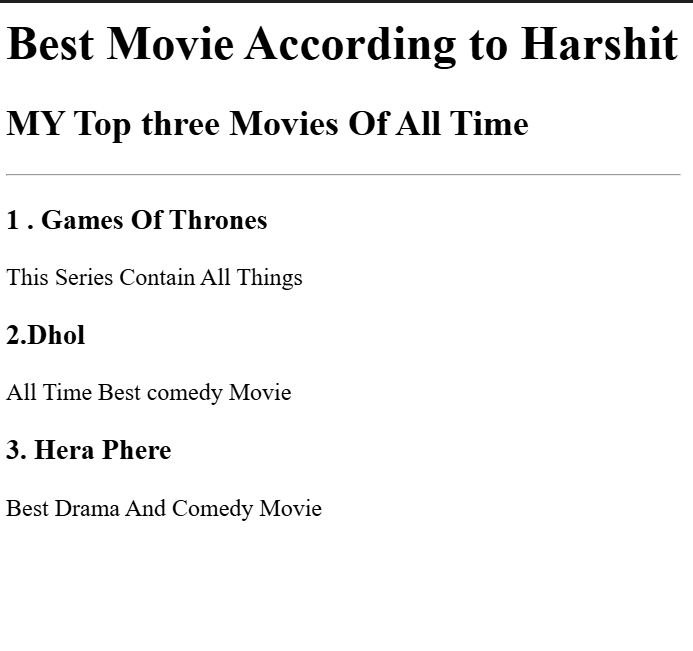 Best Movie According to Harshit
MY Top three Movies Of All Time
1 . Games Of Thrones
This Series Contain All Things
2.Dhol
All Time Best comedy Movie
3. Hera Phere
Best Drama And Comedy Movie